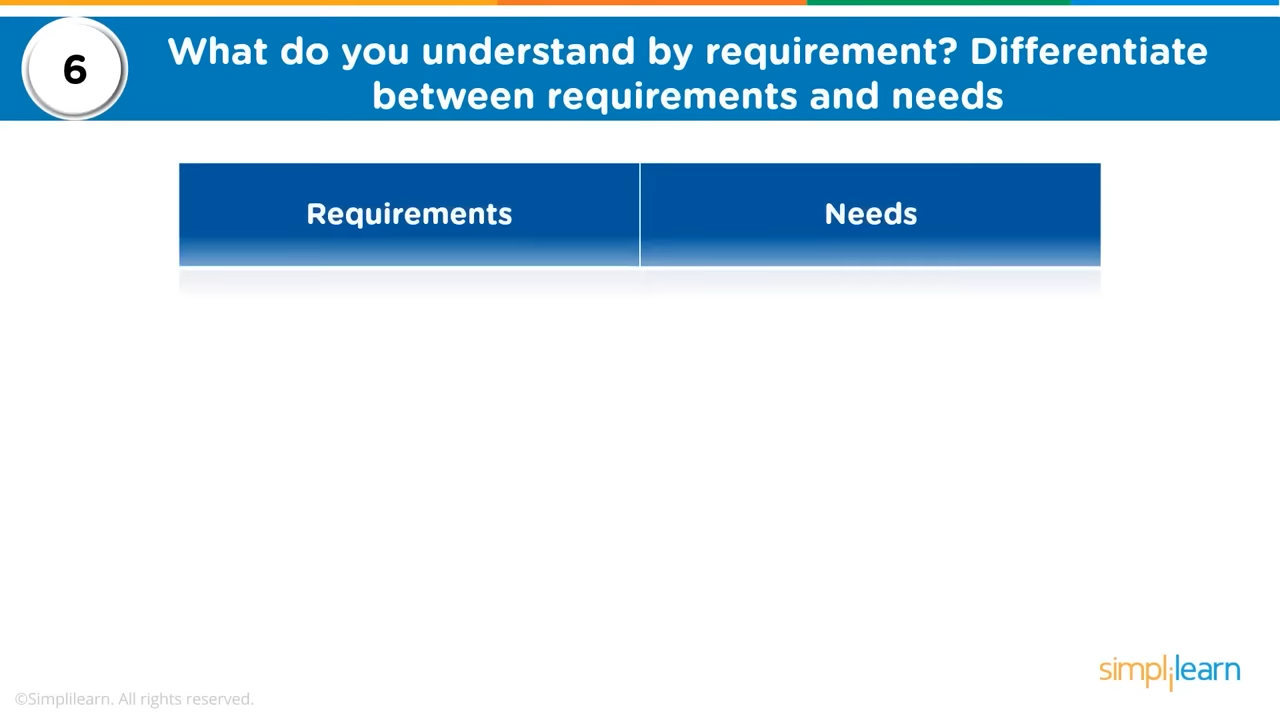 6
What do you understand by requirement? Differentiate
between requirements and needs
Requirements
Needs
simplilearn
©Simplilearn. All rights reserved.